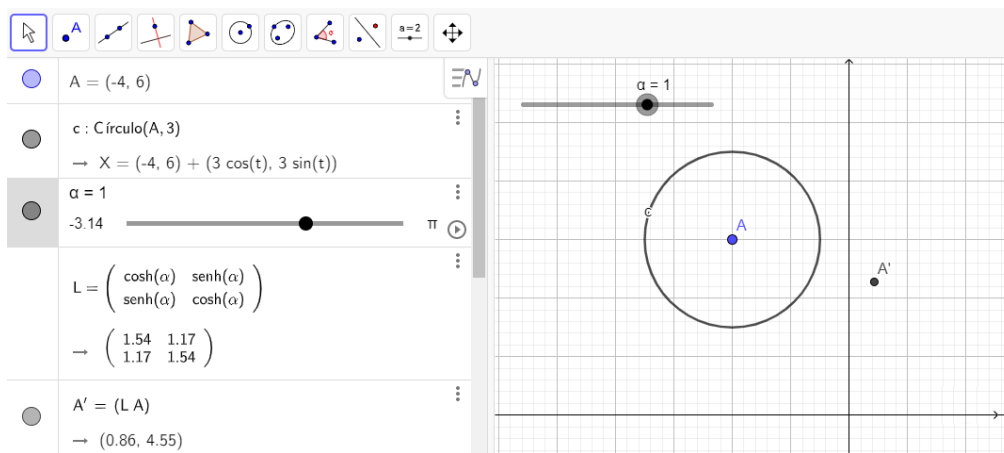 A
a=2
A = (-4, 6)
c : Círculo(A, 3)
→ X = (-4, 6) + (3 cos(t), 3 sin(t))
α = 1
-3.14 π
L = ( cosh(α) senh(α)
senh(α) cosh(α) )
→ ( 1.54 1.17
1.17 1.54 )
A′ = (L A)
→ (0.86, 4.55)
α = 1
c
A
A'